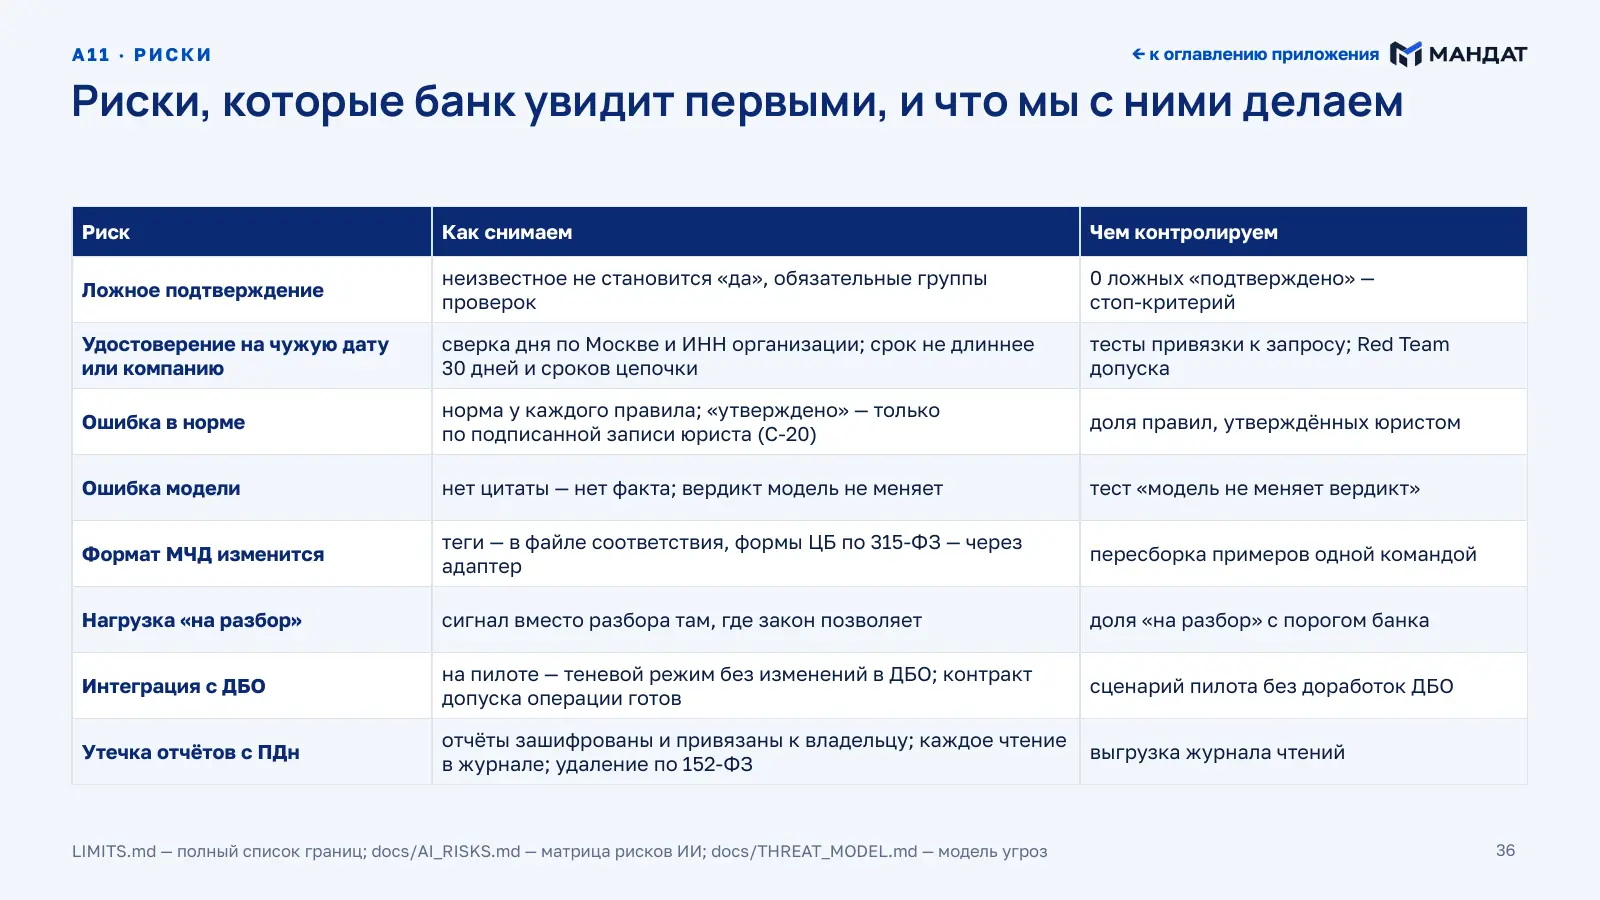 А11 · РИСКИ
← к оглавлению приложения
МАНДАТ
Риски, которые банк увидит первыми, и что мы с ними делаем
Риск
Как снимаем
Чем контролируем
Ложное подтверждение
неизвестное не становится «да», обязательные группы
проверок
0 ложных «подтверждено» —
стоп-критерий
Удостоверение на чужую дату
или компанию
сверка дня по Москве и ИНН организации; срок не длиннее
30 дней и сроков цепочки
тесты привязки к запросу; Red Team
допуска
Ошибка в норме
норма у каждого правила; «утверждено» — только
по подписанной записи юриста (С-20)
доля правил, утверждённых юристом
Ошибка модели
нет цитаты — нет факта; вердикт модель не меняет
тест «модель не меняет вердикт»
Формат МЧД изменится
теги — в файле соответствия, формы ЦБ по 315-ФЗ — через
адаптер
пересборка примеров одной командой
Нагрузка «на разбор»
сигнал вместо разбора там, где закон позволяет
доля «на разбор» с порогом банка
Интеграция с ДБО
на пилоте — теневой режим без изменений в ДБО; контракт
допуска операции готов
сценарий пилота без доработок ДБО
Утечка отчётов с ПДн
отчёты зашифрованы и привязаны к владельцу; каждое чтение
в журнале; удаление по 152-ФЗ
выгрузка журнала чтений
LIMITS.md — полный список границ; docs/AI_RISKS.md — матрица рисков ИИ; docs/THREAT_MODEL.md — модель угроз
36